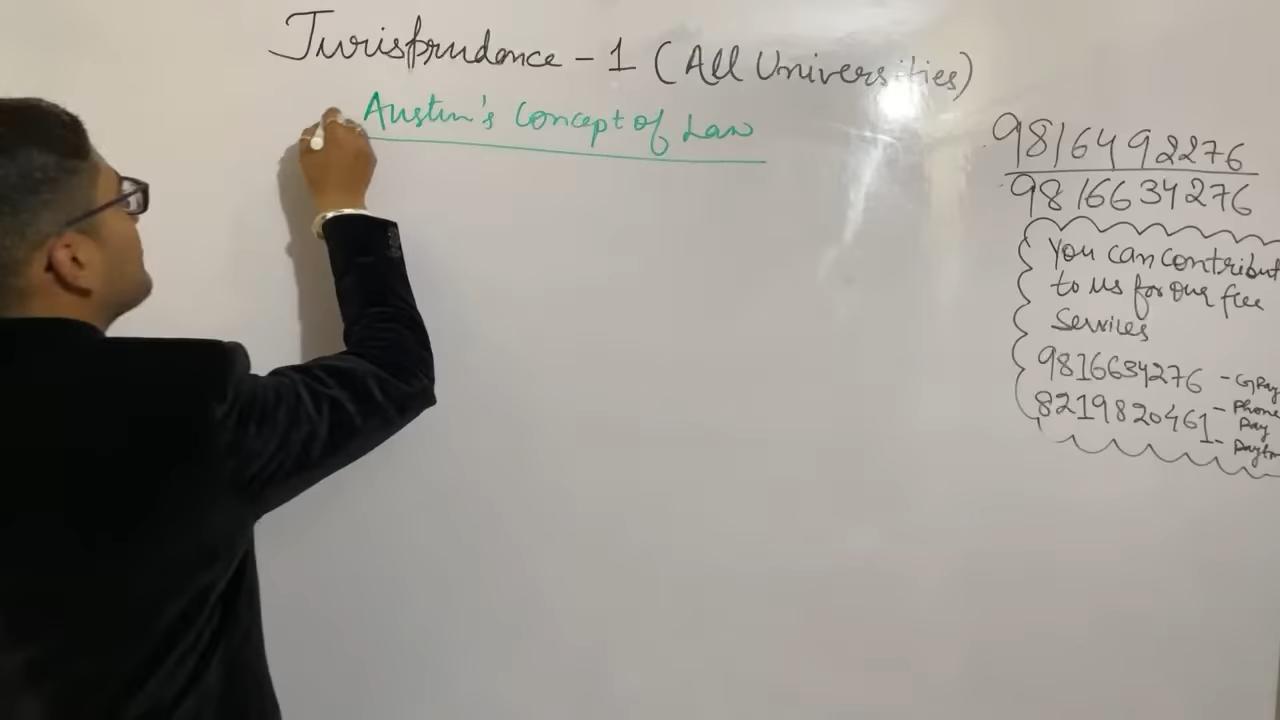 Jurisprudance - 1 (All Universities)
Austin's Concept of Law
9816492276
9816634276
You can contribut
to us for our free
Services
9816634276 - GPay
8219820461 - Phone
Pay
- Paytm